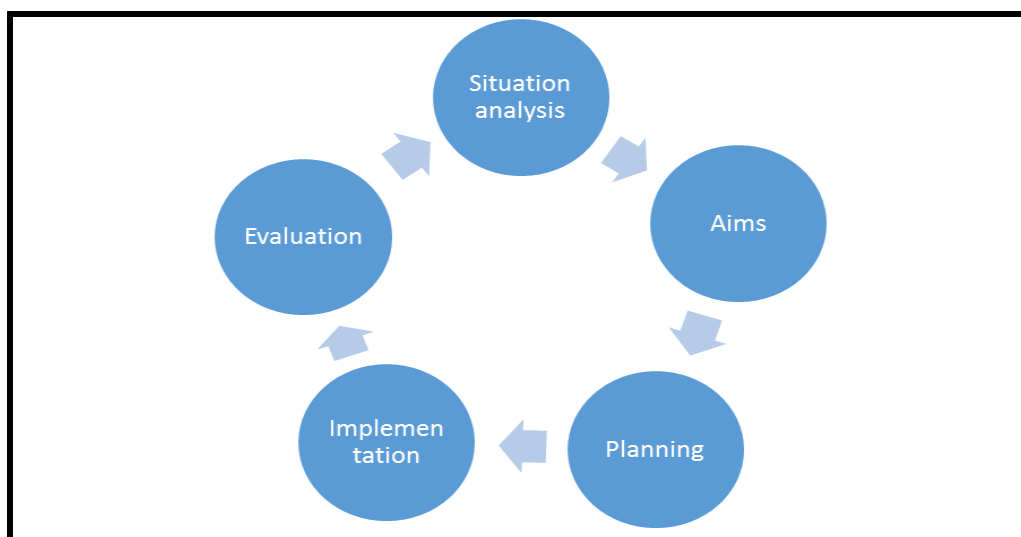 Situation
analysis
Aims
Planning
Implemen
tation
Evaluation